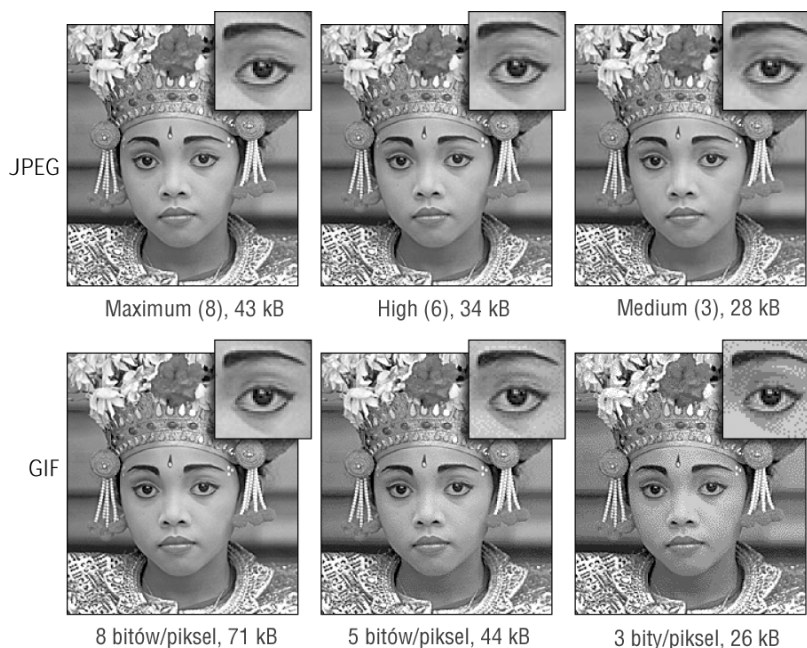 JPEG
Maximum (8), 43 kB
High (6), 34 kB
Medium (3), 28 kB
GIF
8 bitów/piksel, 71 kB
5 bitów/piksel, 44 kB
3 bity/piksel, 26 kB